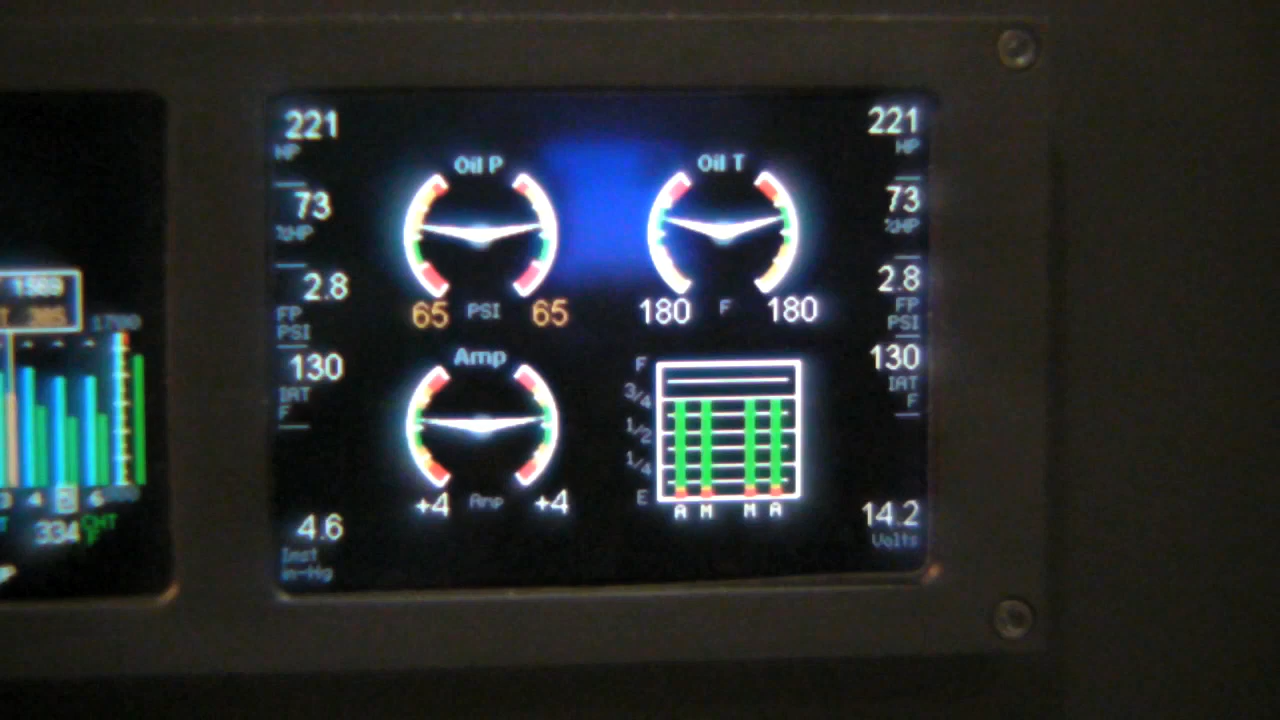 221
HP
73
%HP
2.8
FP
PSI
130
IAT
F
4.6
Inst
in-Hg
Oil P
65 PSI 65
Oil T
180 F 180
Amp
+4 Amp +4
F
3/4
1/2
1/4
E
A M M A
221
HP
73
%HP
2.8
FP
PSI
130
IAT
F
14.2
Volts
1700
4
6
334